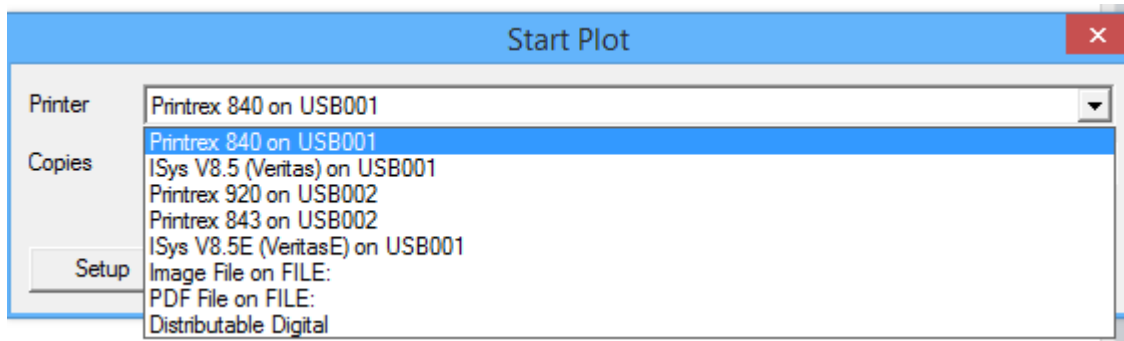 Start Plot
Printer
Printrex 840 on USB001
Printrex 840 on USB001
Copies
ISys V8.5 (Veritas) on USB001
Printrex 920 on USB002
Printrex 843 on USB002
ISys V8.5E (VeritasE) on USB001
Setup
Image File on FILE:
PDF File on FILE:
Distributable Digital